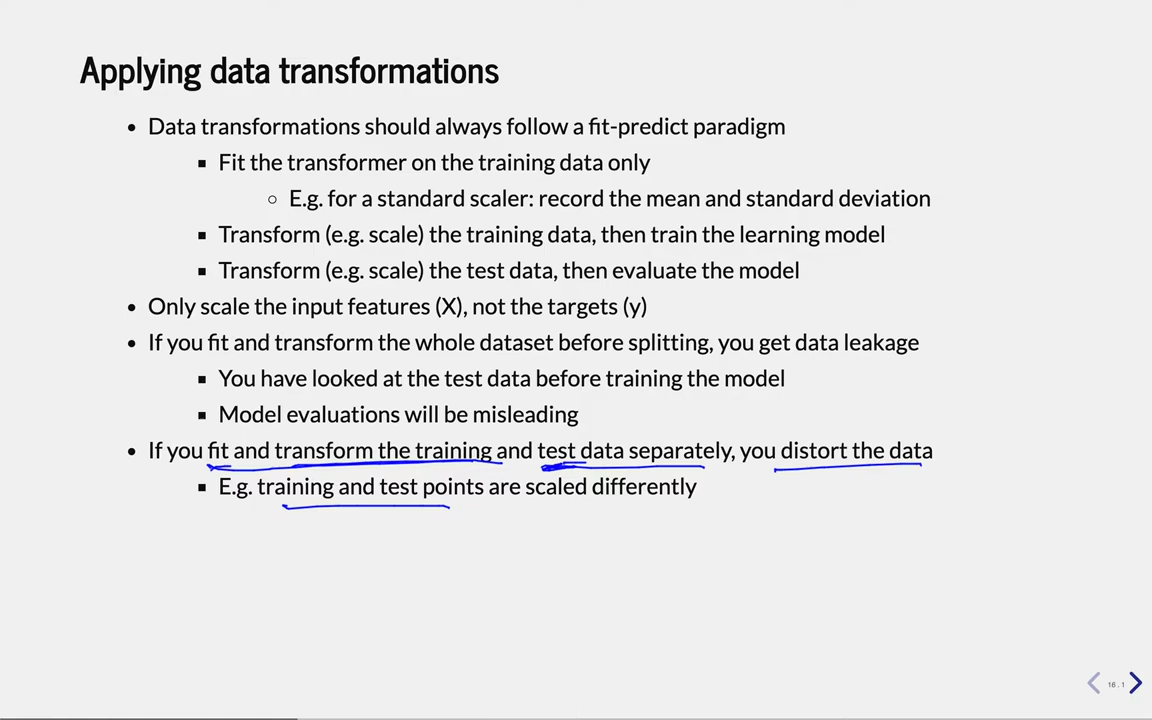 Applying data transformations
• Data transformations should always follow a fit-predict paradigm
▪ Fit the transformer on the training data only
○ E.g. for a standard scaler: record the mean and standard deviation
▪ Transform (e.g. scale) the training data, then train the learning model
▪ Transform (e.g. scale) the test data, then evaluate the model
• Only scale the input features (X), not the targets (y)
• If you fit and transform the whole dataset before splitting, you get data leakage
▪ You have looked at the test data before training the model
▪ Model evaluations will be misleading
• If you fit and transform the training and test data separately, you distort the data
▪ E.g. training and test points are scaled differently
16 . 1